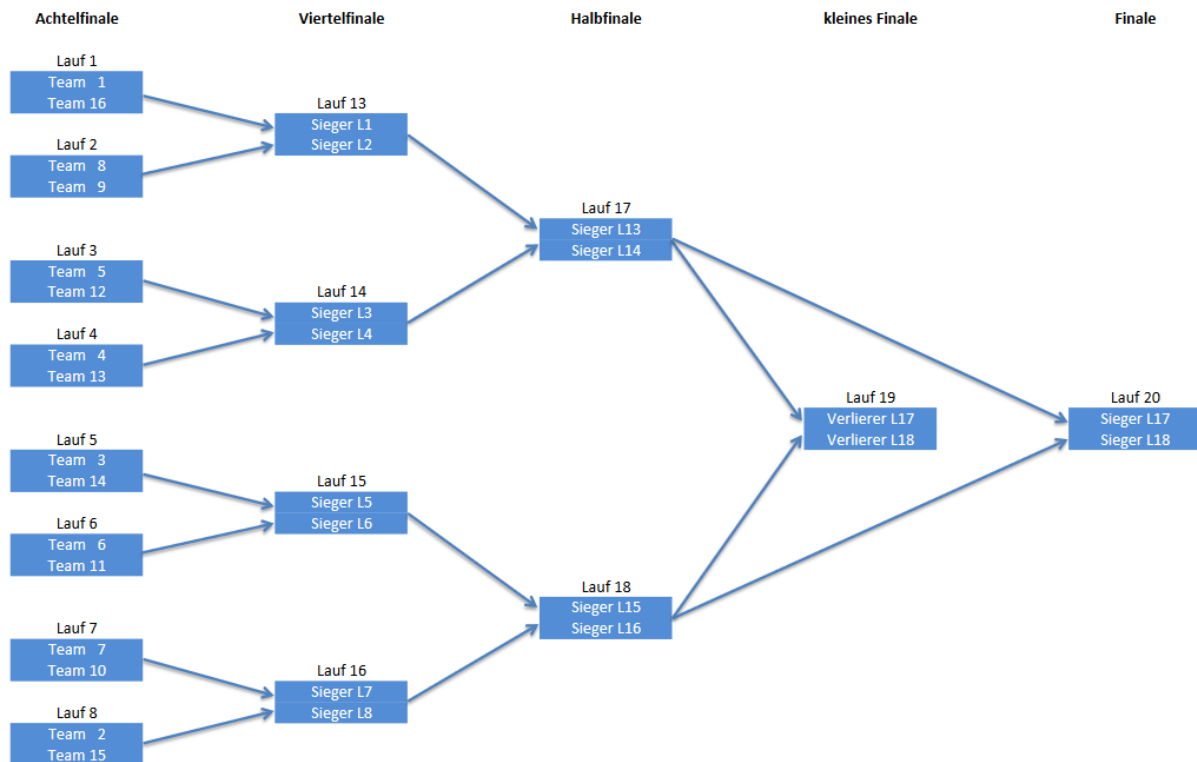 Achtelfinale
Viertelfinale
Halbfinale
kleines Finale
Finale
Lauf 1
Team 1
Team 16
Lauf 2
Team 8
Team 9
Lauf 3
Team 5
Team 12
Lauf 4
Team 4
Team 13
Lauf 5
Team 3
Team 14
Lauf 6
Team 6
Team 11
Lauf 7
Team 7
Team 10
Lauf 8
Team 2
Team 15
Lauf 13
Sieger L1
Sieger L2
Lauf 14
Sieger L3
Sieger L4
Lauf 15
Sieger L5
Sieger L6
Lauf 16
Sieger L7
Sieger L8
Lauf 17
Sieger L13
Sieger L14
Lauf 18
Sieger L15
Sieger L16
Lauf 19
Verlierer L17
Verlierer L18
Lauf 20
Sieger L17
Sieger L18